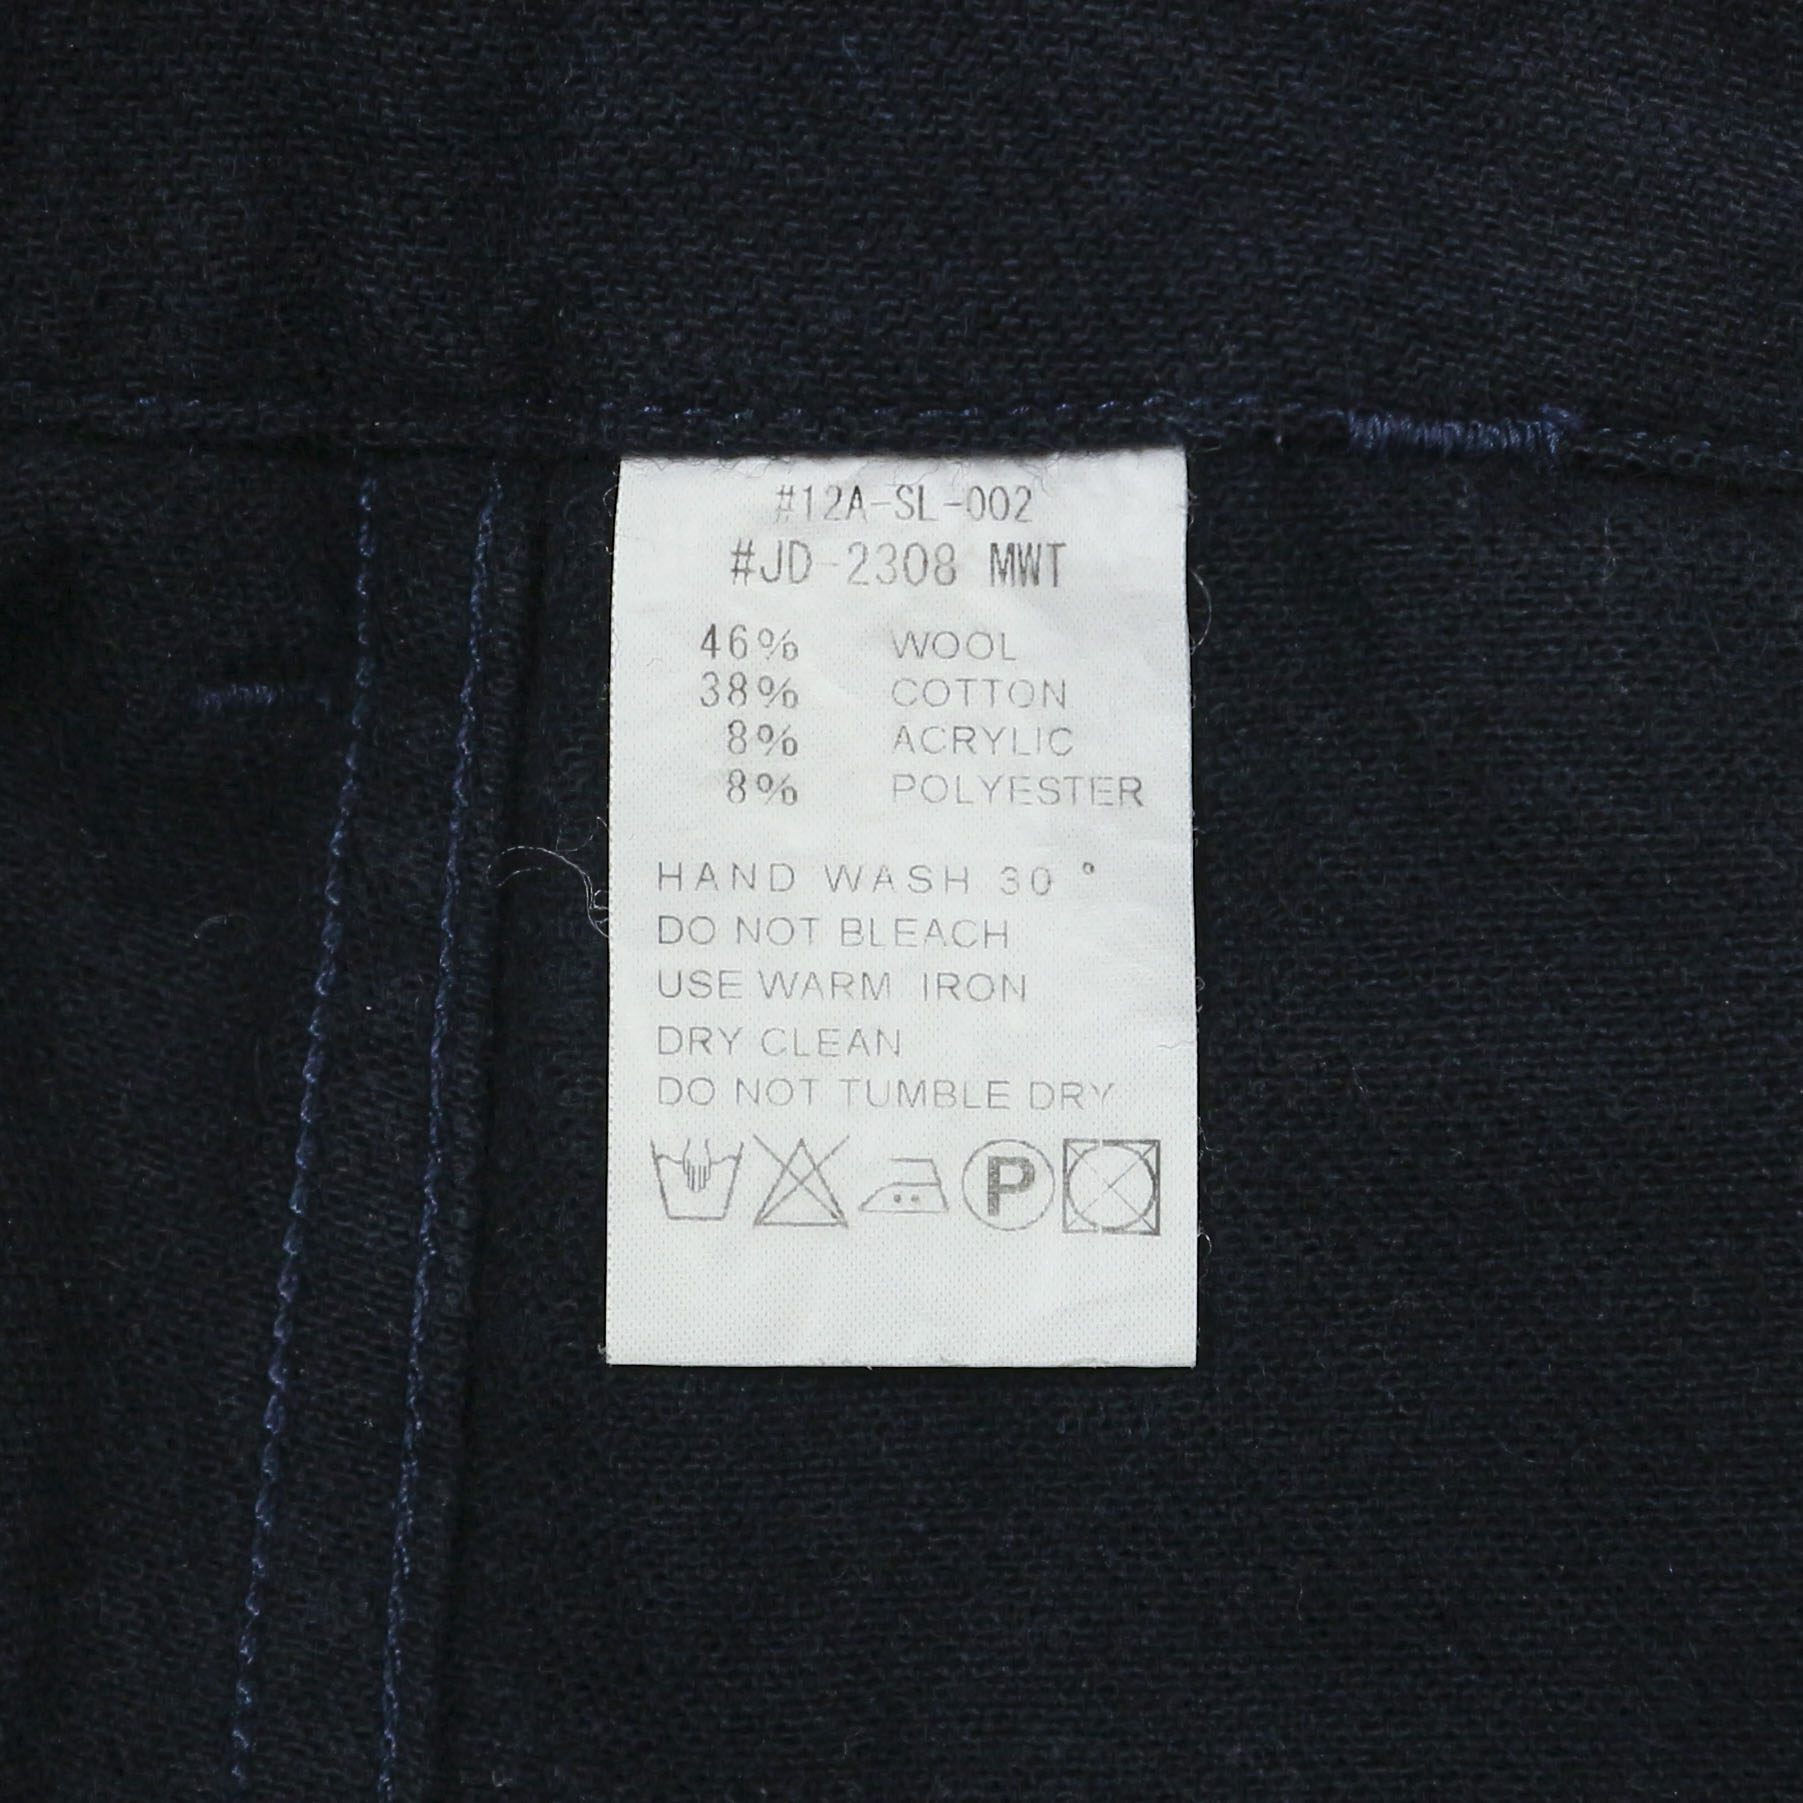 #12A-SL-002
#JD-2308 MWT
46% WOOL
38% COTTON
8% ACRYLIC
8% POLYESTER
HAND WASH 30 °
DO NOT BLEACH
USE WARM IRON
DRY CLEAN
DO NOT TUMBLE DRY
P